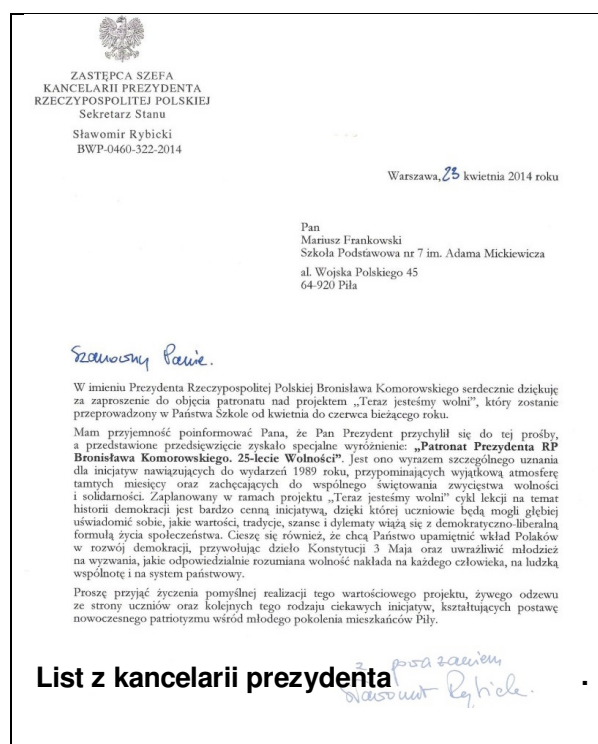 ZASTĘPCA SZEFA
KANCELARII PREZYDENTA
RZECZYPOSPOLITEJ POLSKIEJ
Sekretarz Stanu
Sławomir Rybicki
BWP-0460-322-2014
Warszawa, 23 kwietnia 2014 roku
Pan
Mariusz Frankowski
Szkoła Podstawowa nr 7 im. Adama Mickiewicza
al. Wojska Polskiego 45
64-920 Piła
Szanowny Panie.
W imieniu Prezydenta Rzeczypospolitej Polskiej Bronisława Komorowskiego serdecznie dziękuję
za zaproszenie do objęcia patronatu nad projektem „Teraz jesteśmy wolni”, który zostanie
przeprowadzony w Państwa Szkole od kwietnia do czerwca bieżącego roku.
Mam przyjemność poinformować Pana, że Pan Prezydent przychylił się do tej prośby,
a przedstawione przedsięwzięcie zyskało specjalne wyróżnienie: „Patronat Prezydenta RP
Bronisława Komorowskiego. 25-lecie Wolności”. Jest ono wyrazem szczególnego uznania
dla inicjatyw nawiązujących do wydarzeń 1989 roku, przypominających wyjątkową atmosferę
tamtych miesięcy oraz zachęcających do wspólnego świętowania zwycięstwa wolności
i solidarności. Zaplanowany w ramach projektu „Teraz jesteśmy wolni” cykl lekcji na temat
historii demokracji jest bardzo cenną inicjatywą, dzięki której uczniowie będą mogli głębiej
uświadomić sobie, jakie wartości, tradycje, szanse i dylematy wiążą się z demokratyczno-liberalną
formułą życia społeczeństwa. Cieszę się również, że chcą Państwo upamiętnić wkład Polaków
w rozwój demokracji, przywołując dzieło Konstytucji 3 Maja oraz uwrażliwić młodzież
na wyzwania, jakie odpowiedzialnie rozumiana wolność nakłada na każdego człowieka, na ludzką
wspólnotę i na system państwowy.
Proszę przyjąć życzenia pomyślnej realizacji tego wartościowego projektu, żywego odzewu
ze strony uczniów oraz kolejnych tego rodzaju ciekawych inicjatyw, kształtujących postawę
nowoczesnego patriotyzmu wśród młodego pokolenia mieszkańców Piły.
z poważaniem
List z kancelarii prezydenta .
Sławomir Rybicki.